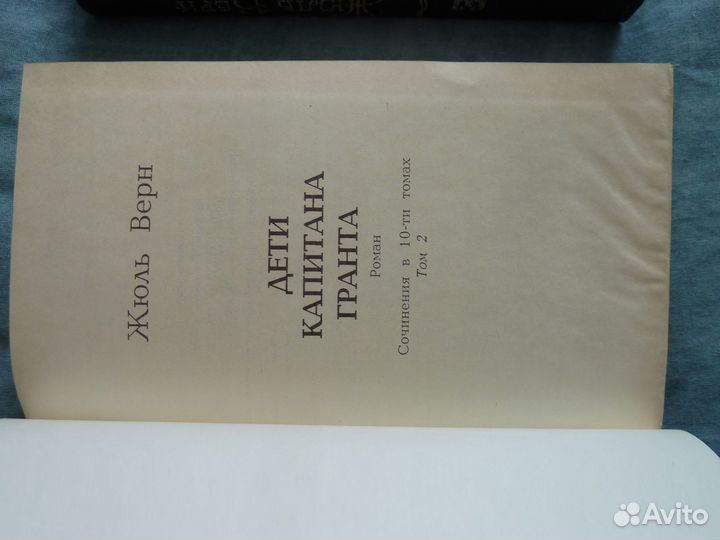 Жюль Верн
ДЕТИ
КАПИТАНА
ГРАНТА
Роман
Сочинения в 10-ти томах
Том 2
Avito